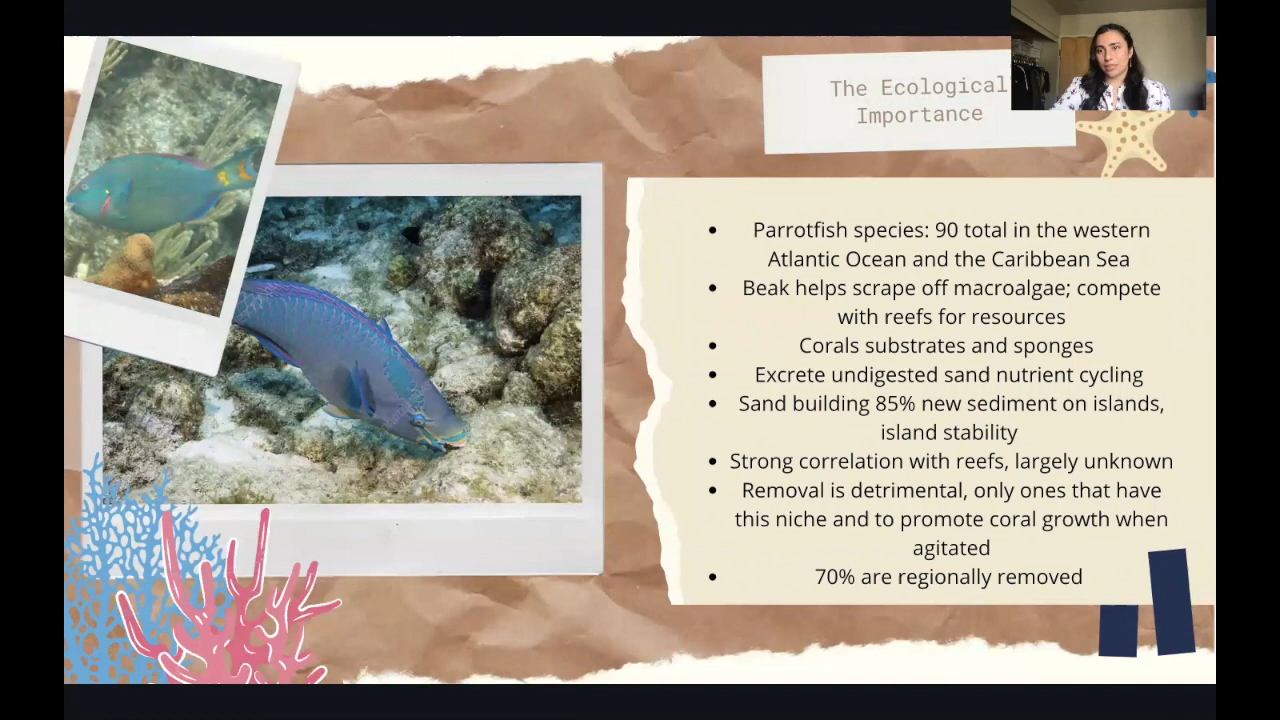 The Ecological
Importance
• Parrotfish species: 90 total in the western
Atlantic Ocean and the Caribbean Sea
• Beak helps scrape off macroalgae; compete
with reefs for resources
• Corals substrates and sponges
• Excrete undigested sand nutrient cycling
• Sand building 85% new sediment on islands,
island stability
• Strong correlation with reefs, largely unknown
• Removal is detrimental, only ones that have
this niche and to promote coral growth when
agitated
• 70% are regionally removed